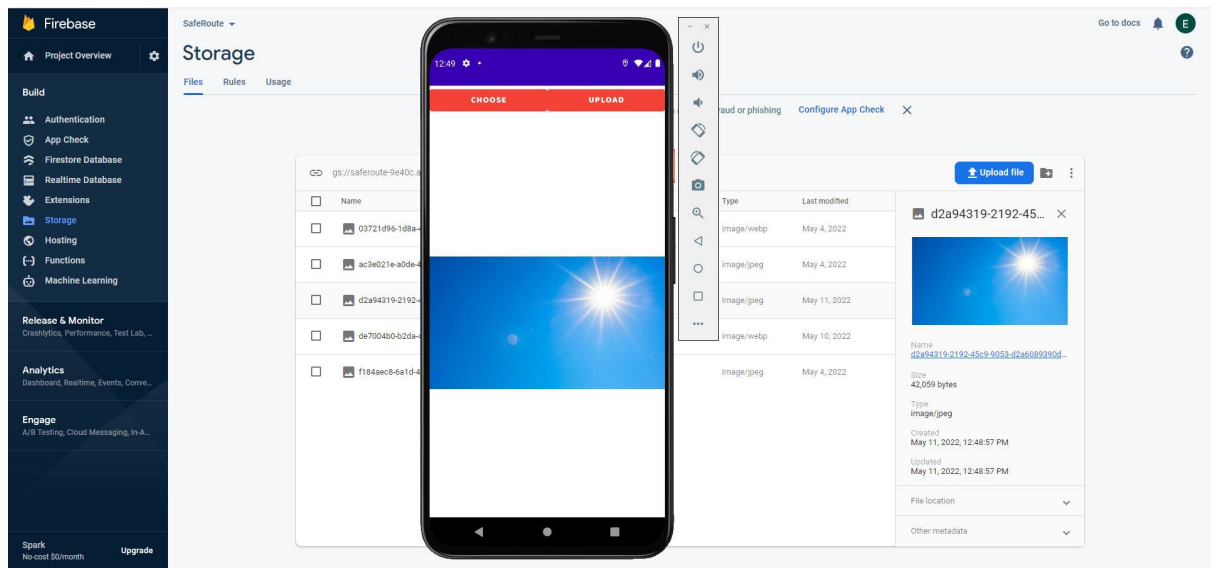 Firebase
Project Overview
Build
Authentication
App Check
Firestore Database
Realtime Database
Extensions
Storage
Hosting
Functions
Machine Learning
Release & Monitor
Crashlytics, Performance, Test Lab, ...
Analytics
Dashboard, Realtime, Events, Conve...
Engage
A/B Testing, Cloud Messaging, In-A...
Spark
No-cost $0/month
Upgrade
SafeRoute
Go to docs
E
Storage
Files Rules Usage
12:49
CHOOSE UPLOAD
raud or phishing Configure App Check
gs://saferoute-9e40c.a
Upload file
Name Type Last modified
03721d96-1d8a-4 image/webp May 4, 2022
ac3e021e-a0de-4 image/jpeg May 4, 2022
d2a94319-2192-4 image/jpeg May 11, 2022
de7004b0-b2da-4 image/webp May 10, 2022
f184aec8-6a1d-4 image/jpeg May 4, 2022
d2a94319-2192-45...
Name
d2a94319-2192-45c9-9053-d2a6089390d...
Size
42,059 bytes
Type
image/jpeg
Created
May 11, 2022, 12:48:57 PM
Updated
May 11, 2022, 12:48:57 PM
File location
Other metadata